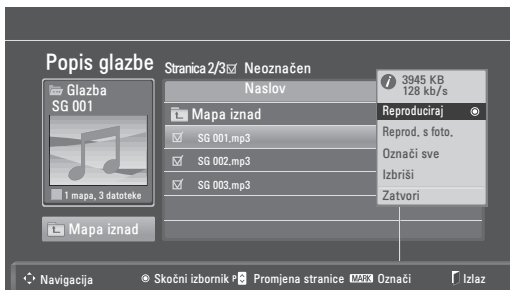 Popis glazbe
Stranica 2/3 Neoznačen
Glazba
SG 001
1 mapa, 3 datoteke
Mapa iznad
Naslov
Mapa iznad
SG 001.mp3
SG 002.mp3
SG 003.mp3
3945 KB
128 kb/s
Reproduciraj
Reprod. s foto.
Označi sve
Izbriši
Zatvori
Navigacija Skočni izbornik P Promjena stranice MARK Označi Izlaz